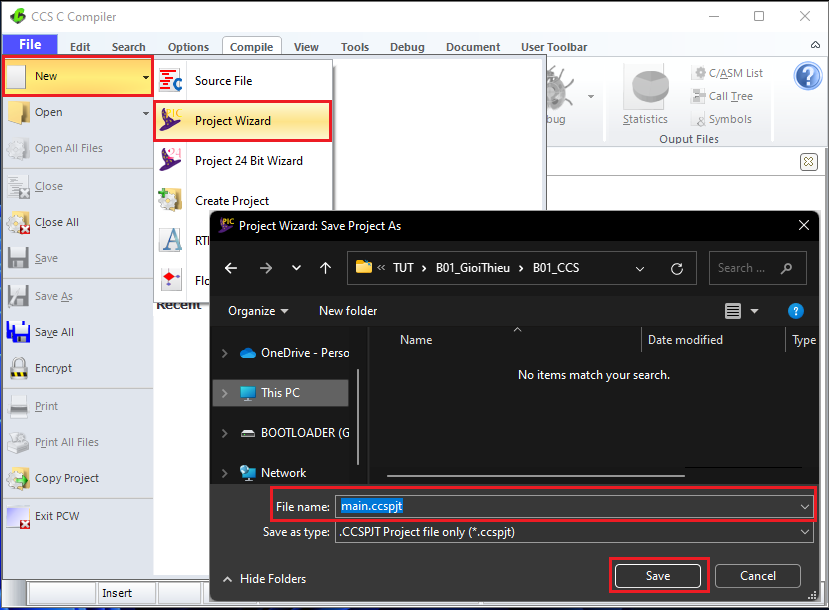 CCS C Compiler
File Edit Search Options Compile View Tools Debug Document User Toolbar
New
Open
Open All Files
Close
Close All
Save
Save As
Save All
Encrypt
Print
Print All Files
Copy Project
Exit PCW
Source File
Project Wizard
Project 24 Bit Wizard
Create Project
Recent
Statistics
C/ASM List
Call Tree
Symbols
Ouput Files
PIC Project Wizard: Save Project As
« TUT › B01_GioiThieu › B01_CCS
Search ...
Organize New folder
Name Date modified Type
No items match your search.
OneDrive - Perso
This PC
BOOTLOADER (G
Network
File name: main.ccspjt
Save as type: .CCSPJT Project file only (*.ccspjt)
Hide Folders Save Cancel
Insert